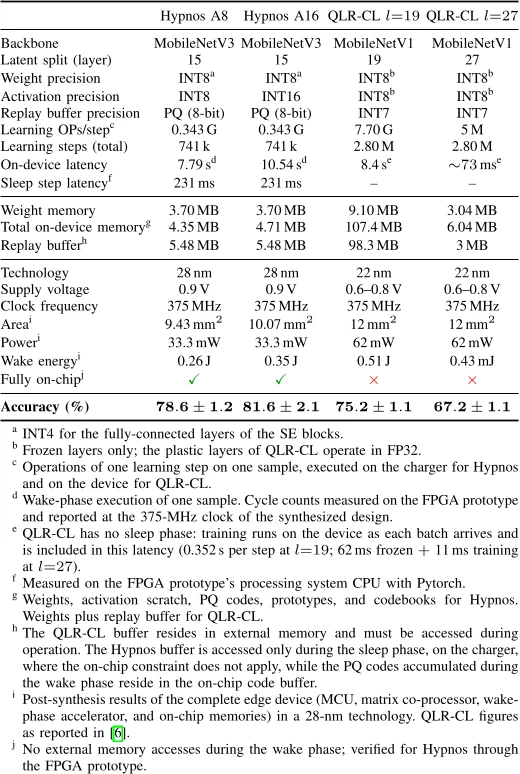 Hypnos A8 Hypnos A16 QLR-CL l=19 QLR-CL l=27
Backbone MobileNetV3 MobileNetV3 MobileNetV1 MobileNetV1
Latent split (layer) 15 15 19 27
Weight precision INT8ᵃ INT8ᵃ INT8ᵇ INT8ᵇ
Activation precision INT8 INT16 INT8ᵇ INT8ᵇ
Replay buffer precision PQ (8-bit) PQ (8-bit) INT7 INT7
Learning OPs/stepᶜ 0.343 G 0.343 G 7.70 G 5 M
Learning steps (total) 741 k 741 k 2.80 M 2.80 M
On-device latency 7.79 sᵈ 10.54 sᵈ 8.4 sᵉ ~73 msᵉ
Sleep step latencyᶠ 231 ms 231 ms – –
Weight memory 3.70 MB 3.70 MB 9.10 MB 3.04 MB
Total on-device memoryᵍ 4.35 MB 4.71 MB 107.4 MB 6.04 MB
Replay bufferʰ 5.48 MB 5.48 MB 98.3 MB 3 MB
Technology 28 nm 28 nm 22 nm 22 nm
Supply voltage 0.9 V 0.9 V 0.6–0.8 V 0.6–0.8 V
Clock frequency 375 MHz 375 MHz 375 MHz 375 MHz
Areaⁱ 9.43 mm² 10.07 mm² 12 mm² 12 mm²
Powerⁱ 33.3 mW 33.3 mW 62 mW 62 mW
Wake energyⁱ 0.26 J 0.35 J 0.51 J 0.43 mJ
Fully on-chipʲ ✓ ✓ × ×
Accuracy (%) 78.6 ± 1.2 81.6 ± 2.1 75.2 ± 1.1 67.2 ± 1.1
ᵃ INT4 for the fully-connected layers of the SE blocks.
ᵇ Frozen layers only; the plastic layers of QLR-CL operate in FP32.
ᶜ Operations of one learning step on one sample, executed on the charger for Hypnos
and on the device for QLR-CL.
ᵈ Wake-phase execution of one sample. Cycle counts measured on the FPGA prototype
and reported at the 375-MHz clock of the synthesized design.
ᵉ QLR-CL has no sleep phase: training runs on the device as each batch arrives and
is included in this latency (0.352 s per step at l=19; 62 ms frozen + 11 ms training
at l=27).
ᶠ Measured on the FPGA prototype's processing system CPU with Pytorch.
ᵍ Weights, activation scratch, PQ codes, prototypes, and codebooks for Hypnos.
Weights plus replay buffer for QLR-CL.
ʰ The QLR-CL buffer resides in external memory and must be accessed during
operation. The Hypnos buffer is accessed only during the sleep phase, on the charger,
where the on-chip constraint does not apply, while the PQ codes accumulated during
the wake phase reside in the on-chip code buffer.
ⁱ Post-synthesis results of the complete edge device (MCU, matrix co-processor, wake-
phase accelerator, and on-chip memories) in a 28-nm technology. QLR-CL figures
as reported in [6].
ʲ No external memory accesses during the wake phase; verified for Hypnos through
the FPGA prototype.